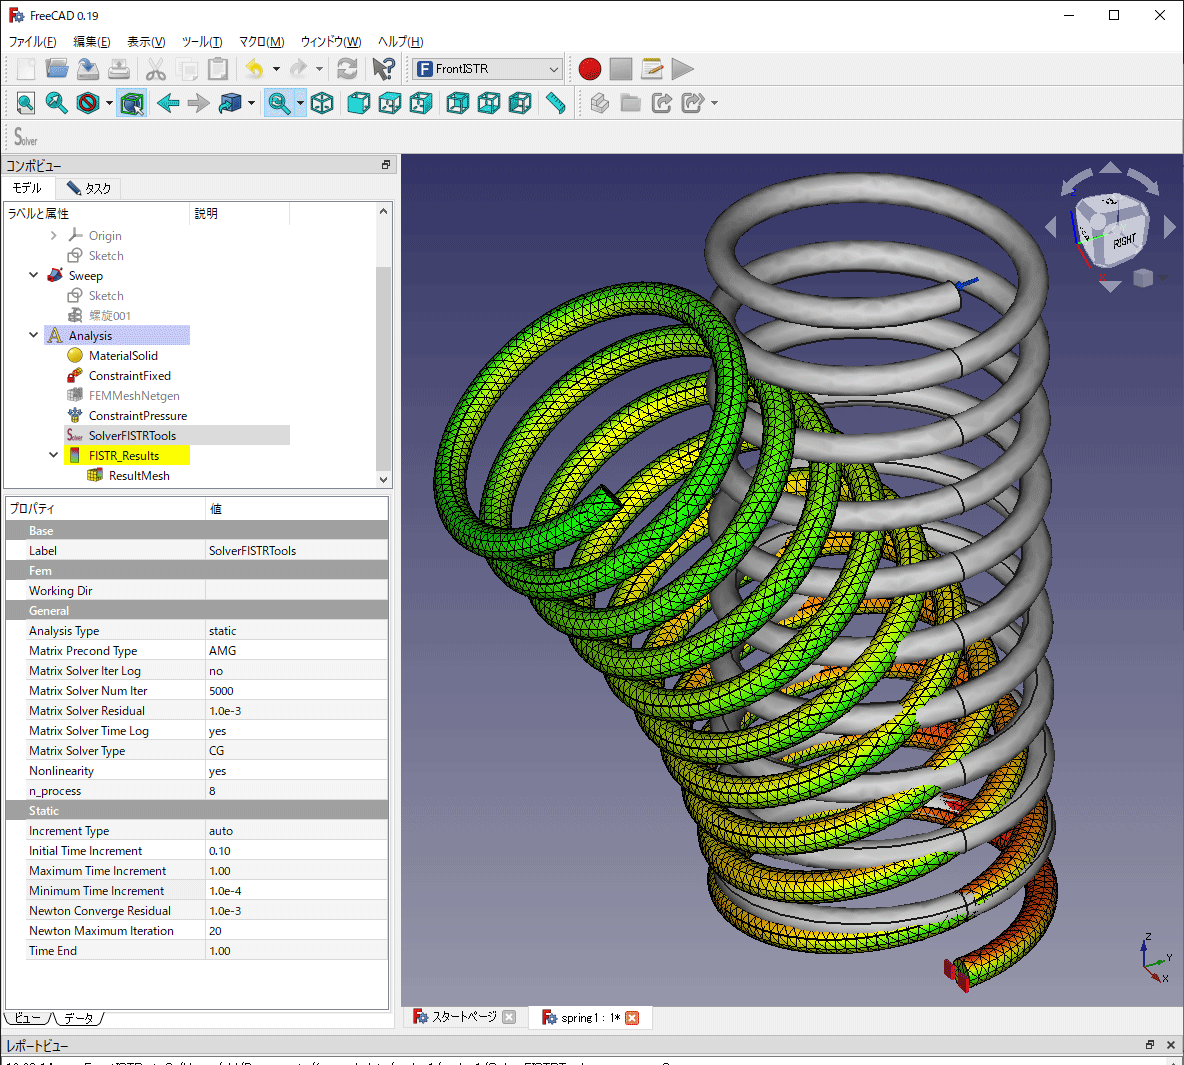 FreeCAD 0.19
ファイル(F) 編集(E) 表示(V) ツール(T) マクロ(M) ウィンドウ(W) ヘルプ(H)
FrontISTR
Solver
コンボビュー
モデル タスク
ラベルと属性 説明
Origin
Sketch
Sweep
Sketch
螺旋001
Analysis
MaterialSolid
ConstraintFixed
FEMMeshNetgen
ConstraintPressure
Solver SolverFISTRTools
FISTR_Results
ResultMesh
プロパティ 値
Base
Label SolverFISTRTools
Fem
Working Dir
General
Analysis Type static
Matrix Precond Type AMG
Matrix Solver Iter Log no
Matrix Solver Num Iter 5000
Matrix Solver Residual 1.0e-3
Matrix Solver Time Log yes
Matrix Solver Type CG
Nonlinearity yes
n_process 8
Static
Increment Type auto
Initial Time Increment 0.10
Maximum Time Increment 1.00
Minimum Time Increment 1.0e-4
Newton Converge Residual 1.0e-3
Newton Maximum Iteration 20
Time End 1.00
ビュー データ
RIGHT
Z
Y
X
スタートページ spring1 : 1*
レポートビュー